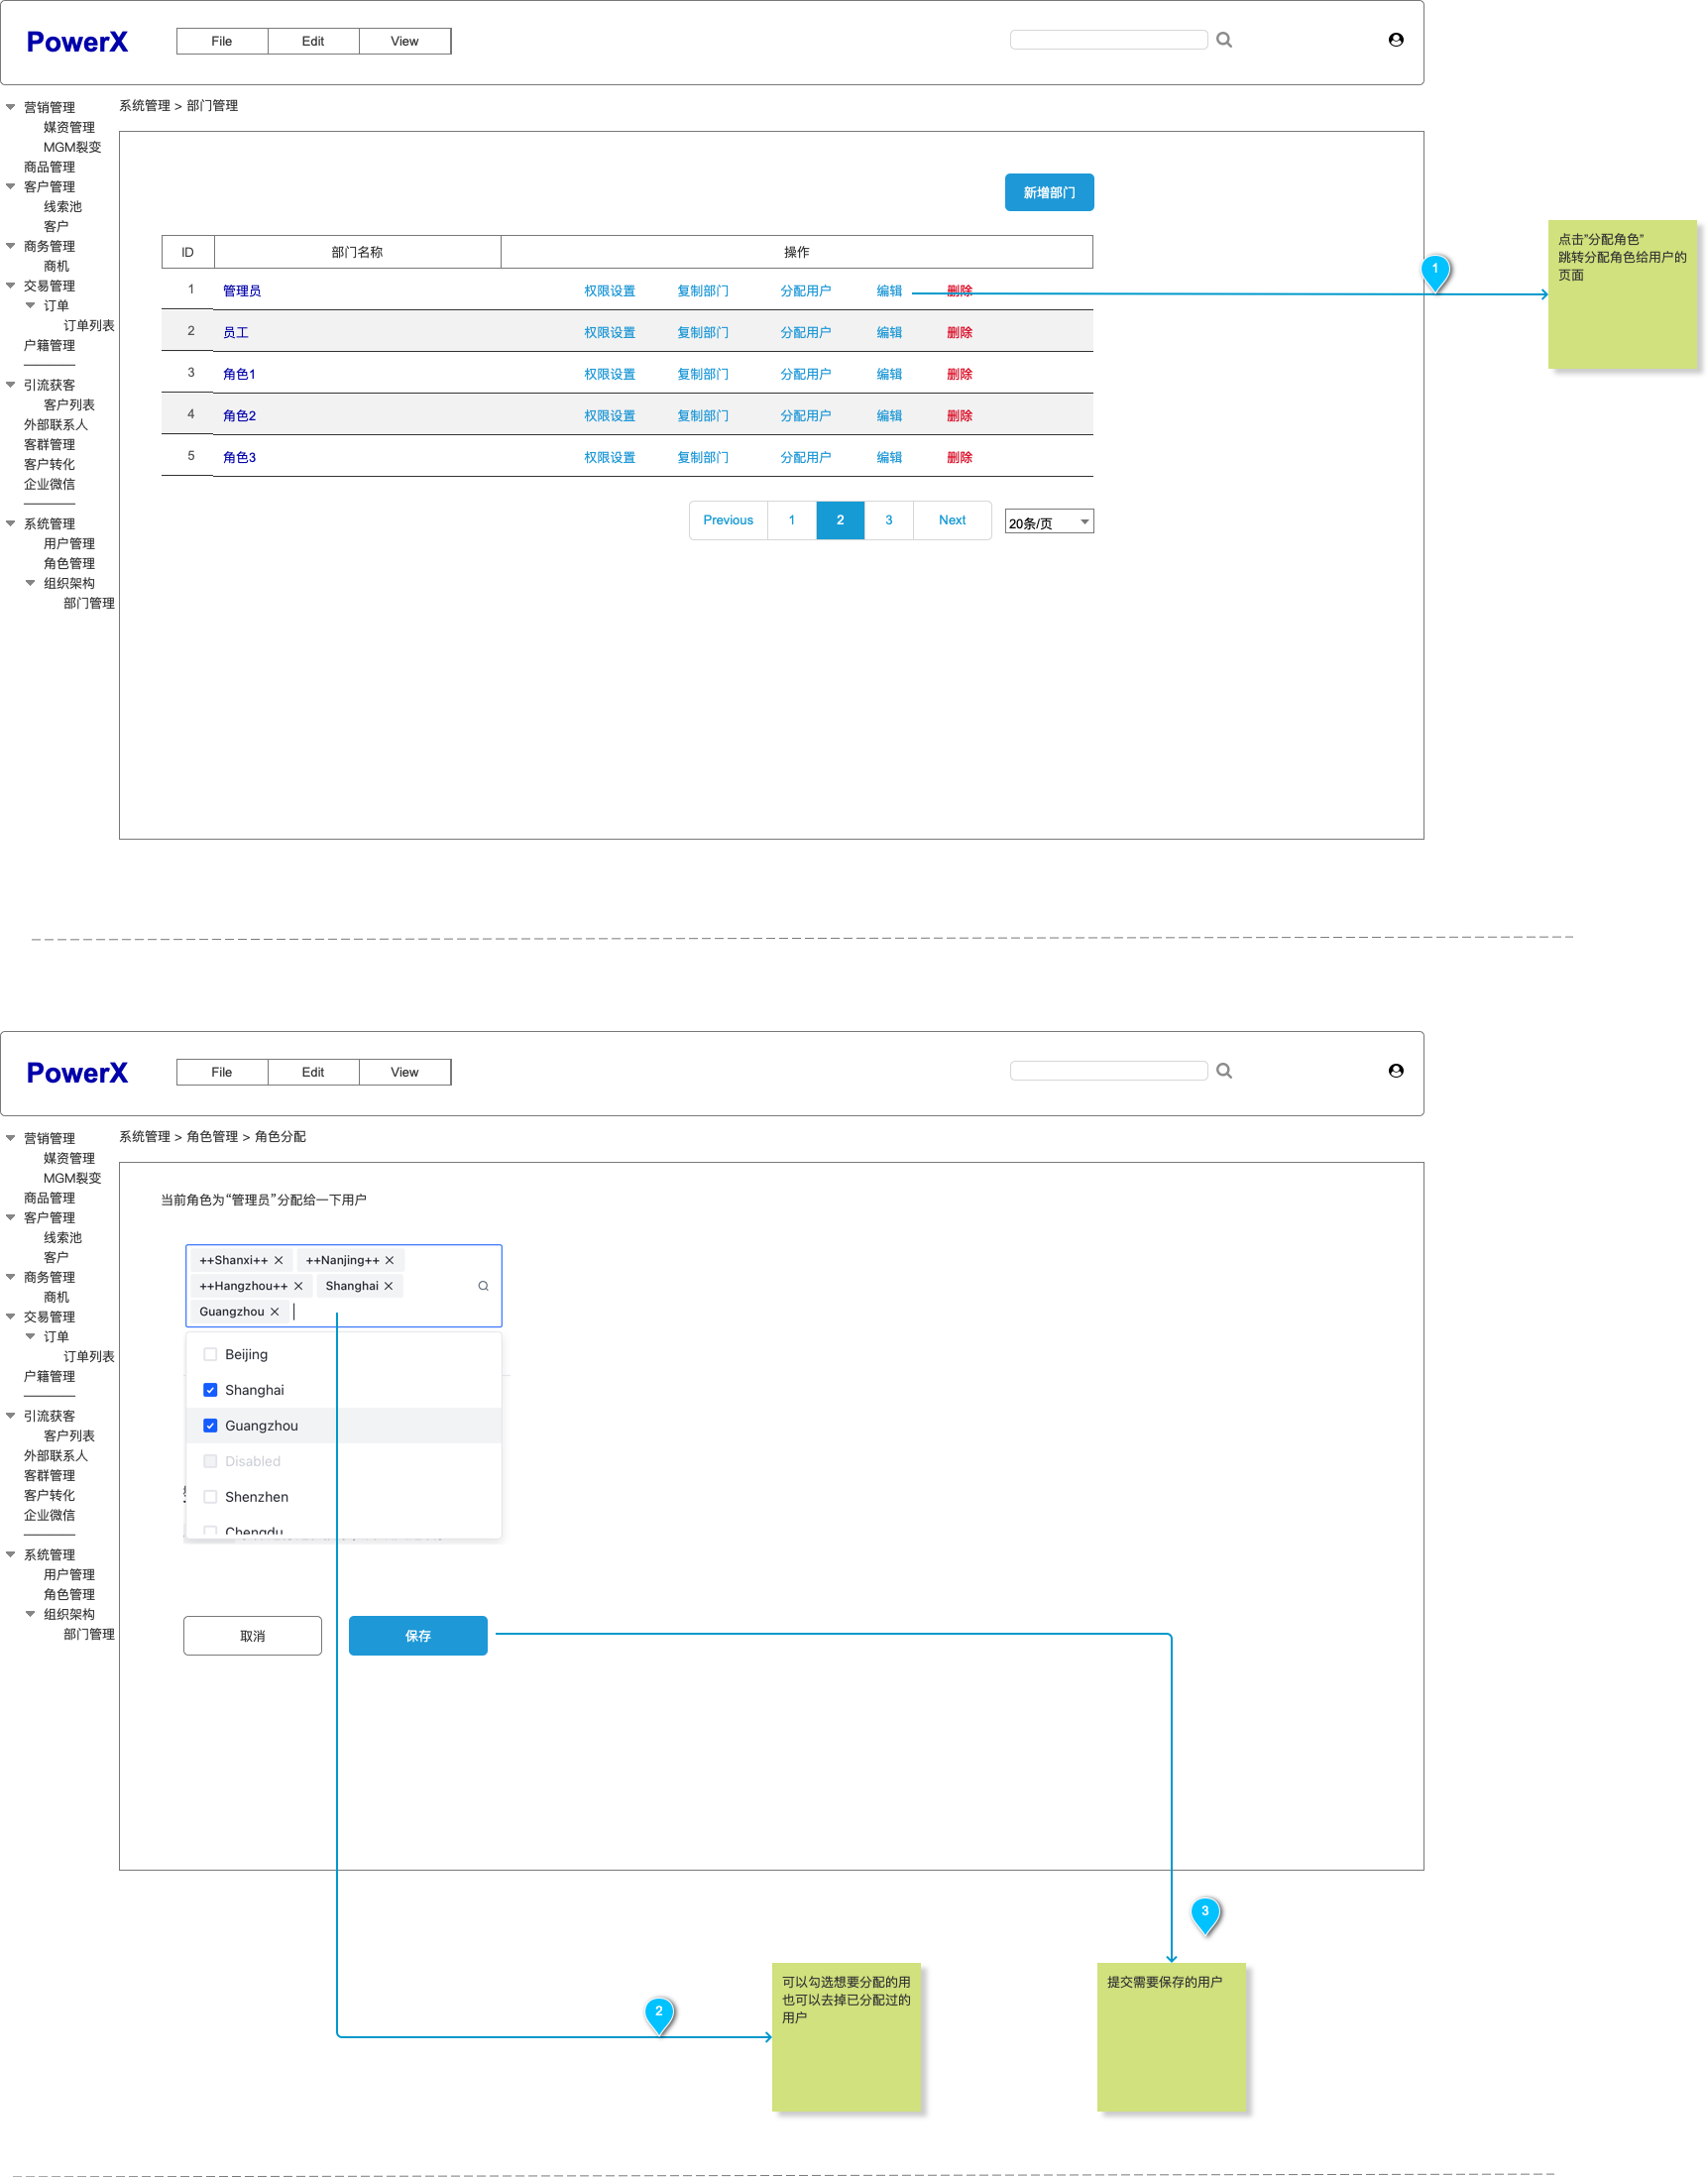 PowerX
File Edit View
营销管理
媒资管理
MGM裂变
商品管理
客户管理
线索池
客户
商务管理
商机
交易管理
订单
订单列表
户籍管理
引流获客
客户列表
外部联系人
客群管理
客户转化
企业微信
系统管理
用户管理
角色管理
组织架构
部门管理
系统管理 > 部门管理
新增部门
ID 部门名称 操作
1 管理员 权限设置 复制部门 分配用户 编辑 删除
2 员工 权限设置 复制部门 分配用户 编辑 删除
3 角色1 权限设置 复制部门 分配用户 编辑 删除
4 角色2 权限设置 复制部门 分配用户 编辑 删除
5 角色3 权限设置 复制部门 分配用户 编辑 删除
Previous 1 2 3 Next 20条/页
1
点击”分配角色”
跳转分配角色给用户的
页面
PowerX
File Edit View
营销管理
媒资管理
MGM裂变
商品管理
客户管理
线索池
客户
商务管理
商机
交易管理
订单
订单列表
户籍管理
引流获客
客户列表
外部联系人
客群管理
客户转化
企业微信
系统管理
用户管理
角色管理
组织架构
部门管理
系统管理 > 角色管理 > 角色分配
当前角色为“管理员”分配给一下用户
++Shanxi++ ++Nanjing++
++Hangzhou++ Shanghai
Guangzhou
Beijing
Shanghai
Guangzhou
Disabled
Shenzhen
Chengdu
取消 保存
2
可以勾选想要分配的用
也可以去掉已分配过的
用户
3
提交需要保存的用户